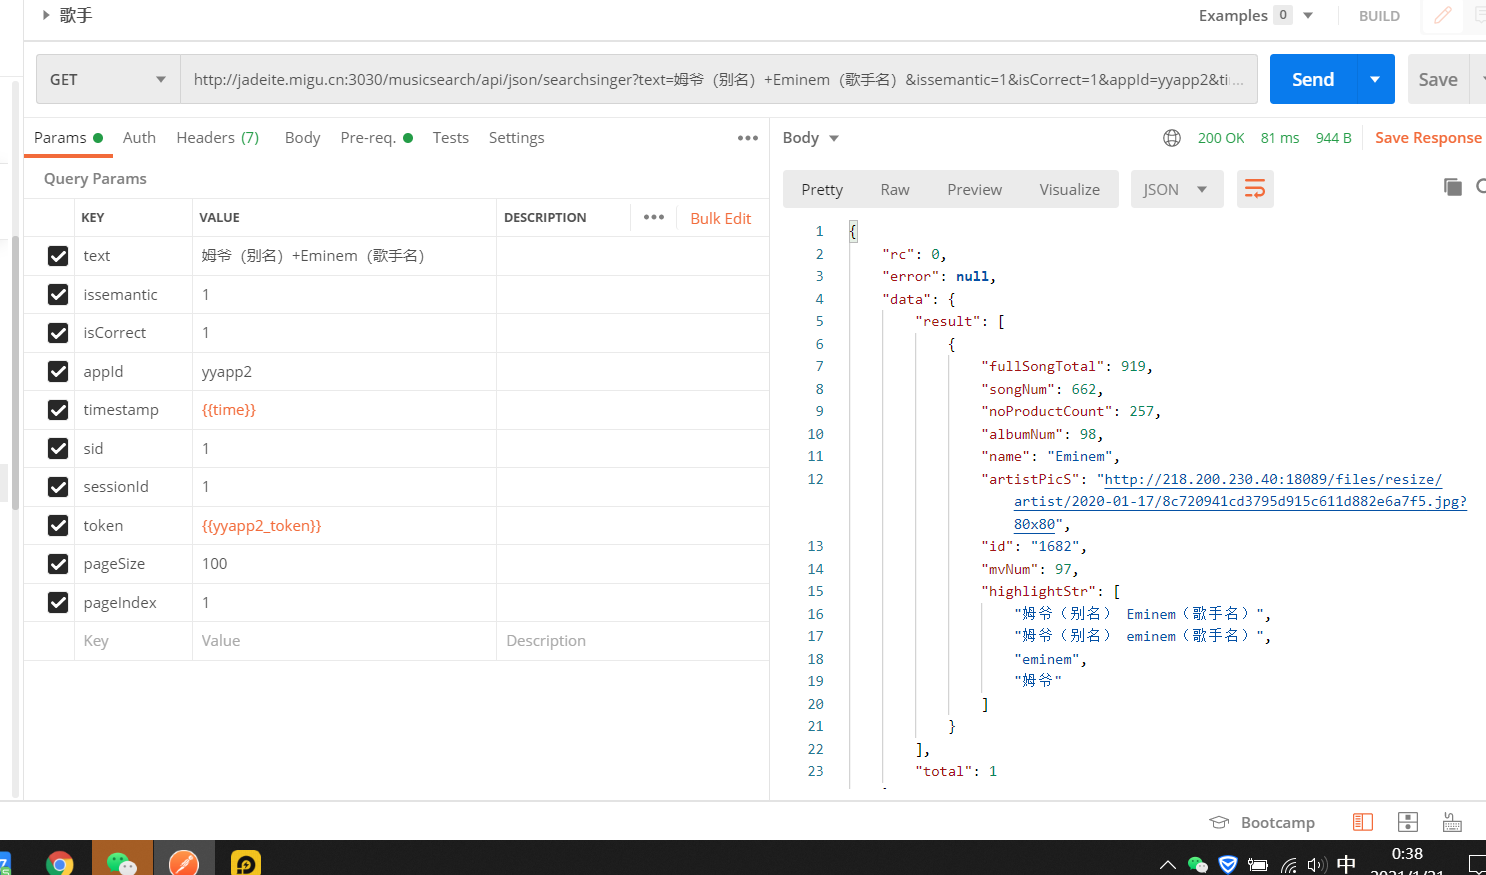 歌手
Examples 0
BUILD
GET
http://jadeite.migu.cn:3030/musicsearch/api/json/searchsinger?text=姆爷（别名）+Eminem（歌手名）&issemantic=1&isCorrect=1&appId=yyapp2&ti...
Send
Save
Params
Auth
Headers (7)
Body
Pre-req.
Tests
Settings
Body
200 OK
81 ms
944 B
Save Response
Query Params
Pretty
Raw
Preview
Visualize
JSON
KEY VALUE DESCRIPTION
Bulk Edit
text 姆爷（别名）+Eminem（歌手名）
issemantic 1
isCorrect 1
appId yyapp2
timestamp {{time}}
sid 1
sessionId 1
token {{yyapp2_token}}
pageSize 100
pageIndex 1
Key Value Description
1 {
2 "rc": 0,
3 "error": null,
4 "data": {
5 "result": [
6 {
7 "fullSongTotal": 919,
8 "songNum": 662,
9 "noProductCount": 257,
10 "albumNum": 98,
11 "name": "Eminem",
12 "artistPicS": "http://218.200.230.40:18089/files/resize/
artist/2020-01-17/8c720941cd3795d915c611d882e6a7f5.jpg?
80x80",
13 "id": "1682",
14 "mvNum": 97,
15 "highlightStr": [
16 "姆爷（别名） Eminem（歌手名）",
17 "姆爷（别名） eminem（歌手名）",
18 "eminem",
19 "姆爷"
20 ]
21 }
22 ],
23 "total": 1
Bootcamp
中
0:38
2021/1/21